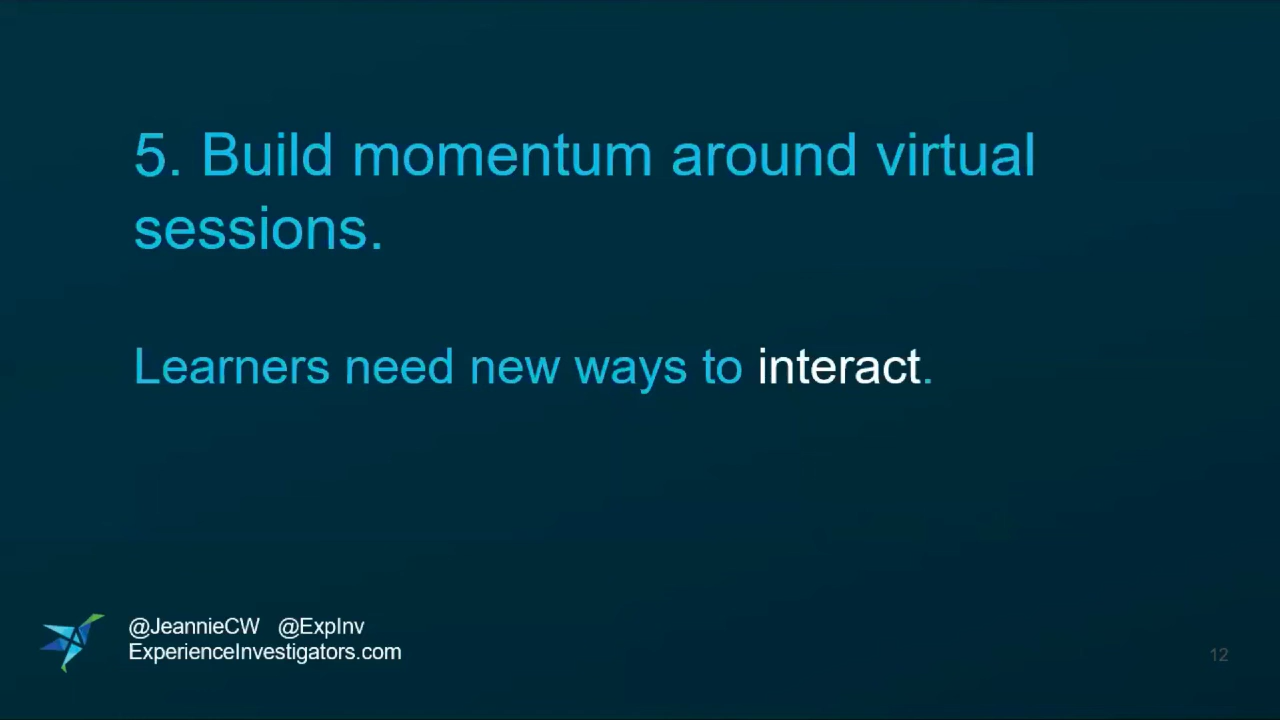 5. Build momentum around virtual
sessions.
Learners need new ways to interact.
@JeannieCW @ExpInv
ExperienceInvestigators.com
12